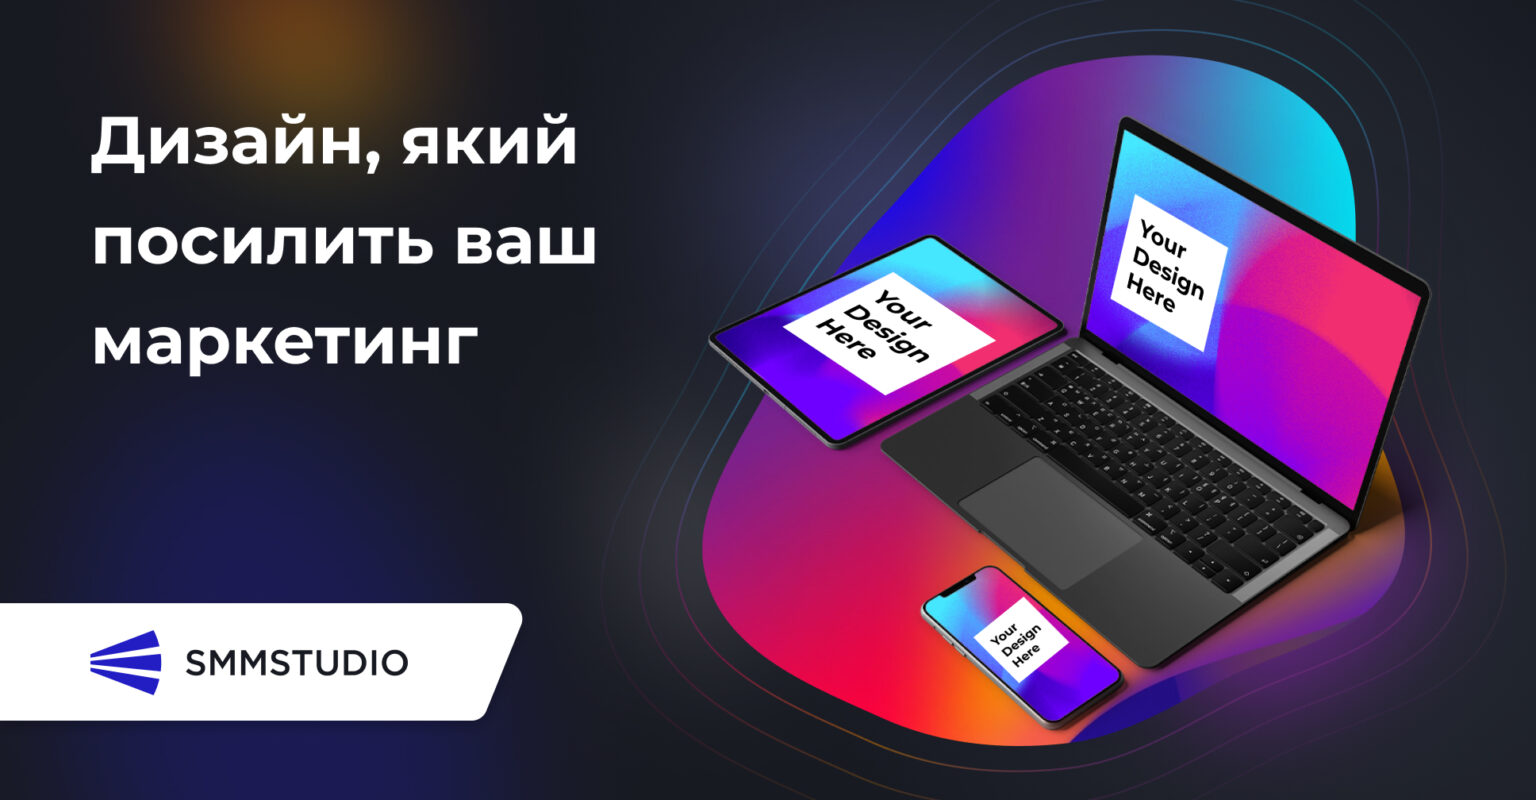 Дизайн, який
посилить ваш
маркетинг
SMMSTUDIO
Your
Design
Here
Your
Design
Here
Your
Design
Here